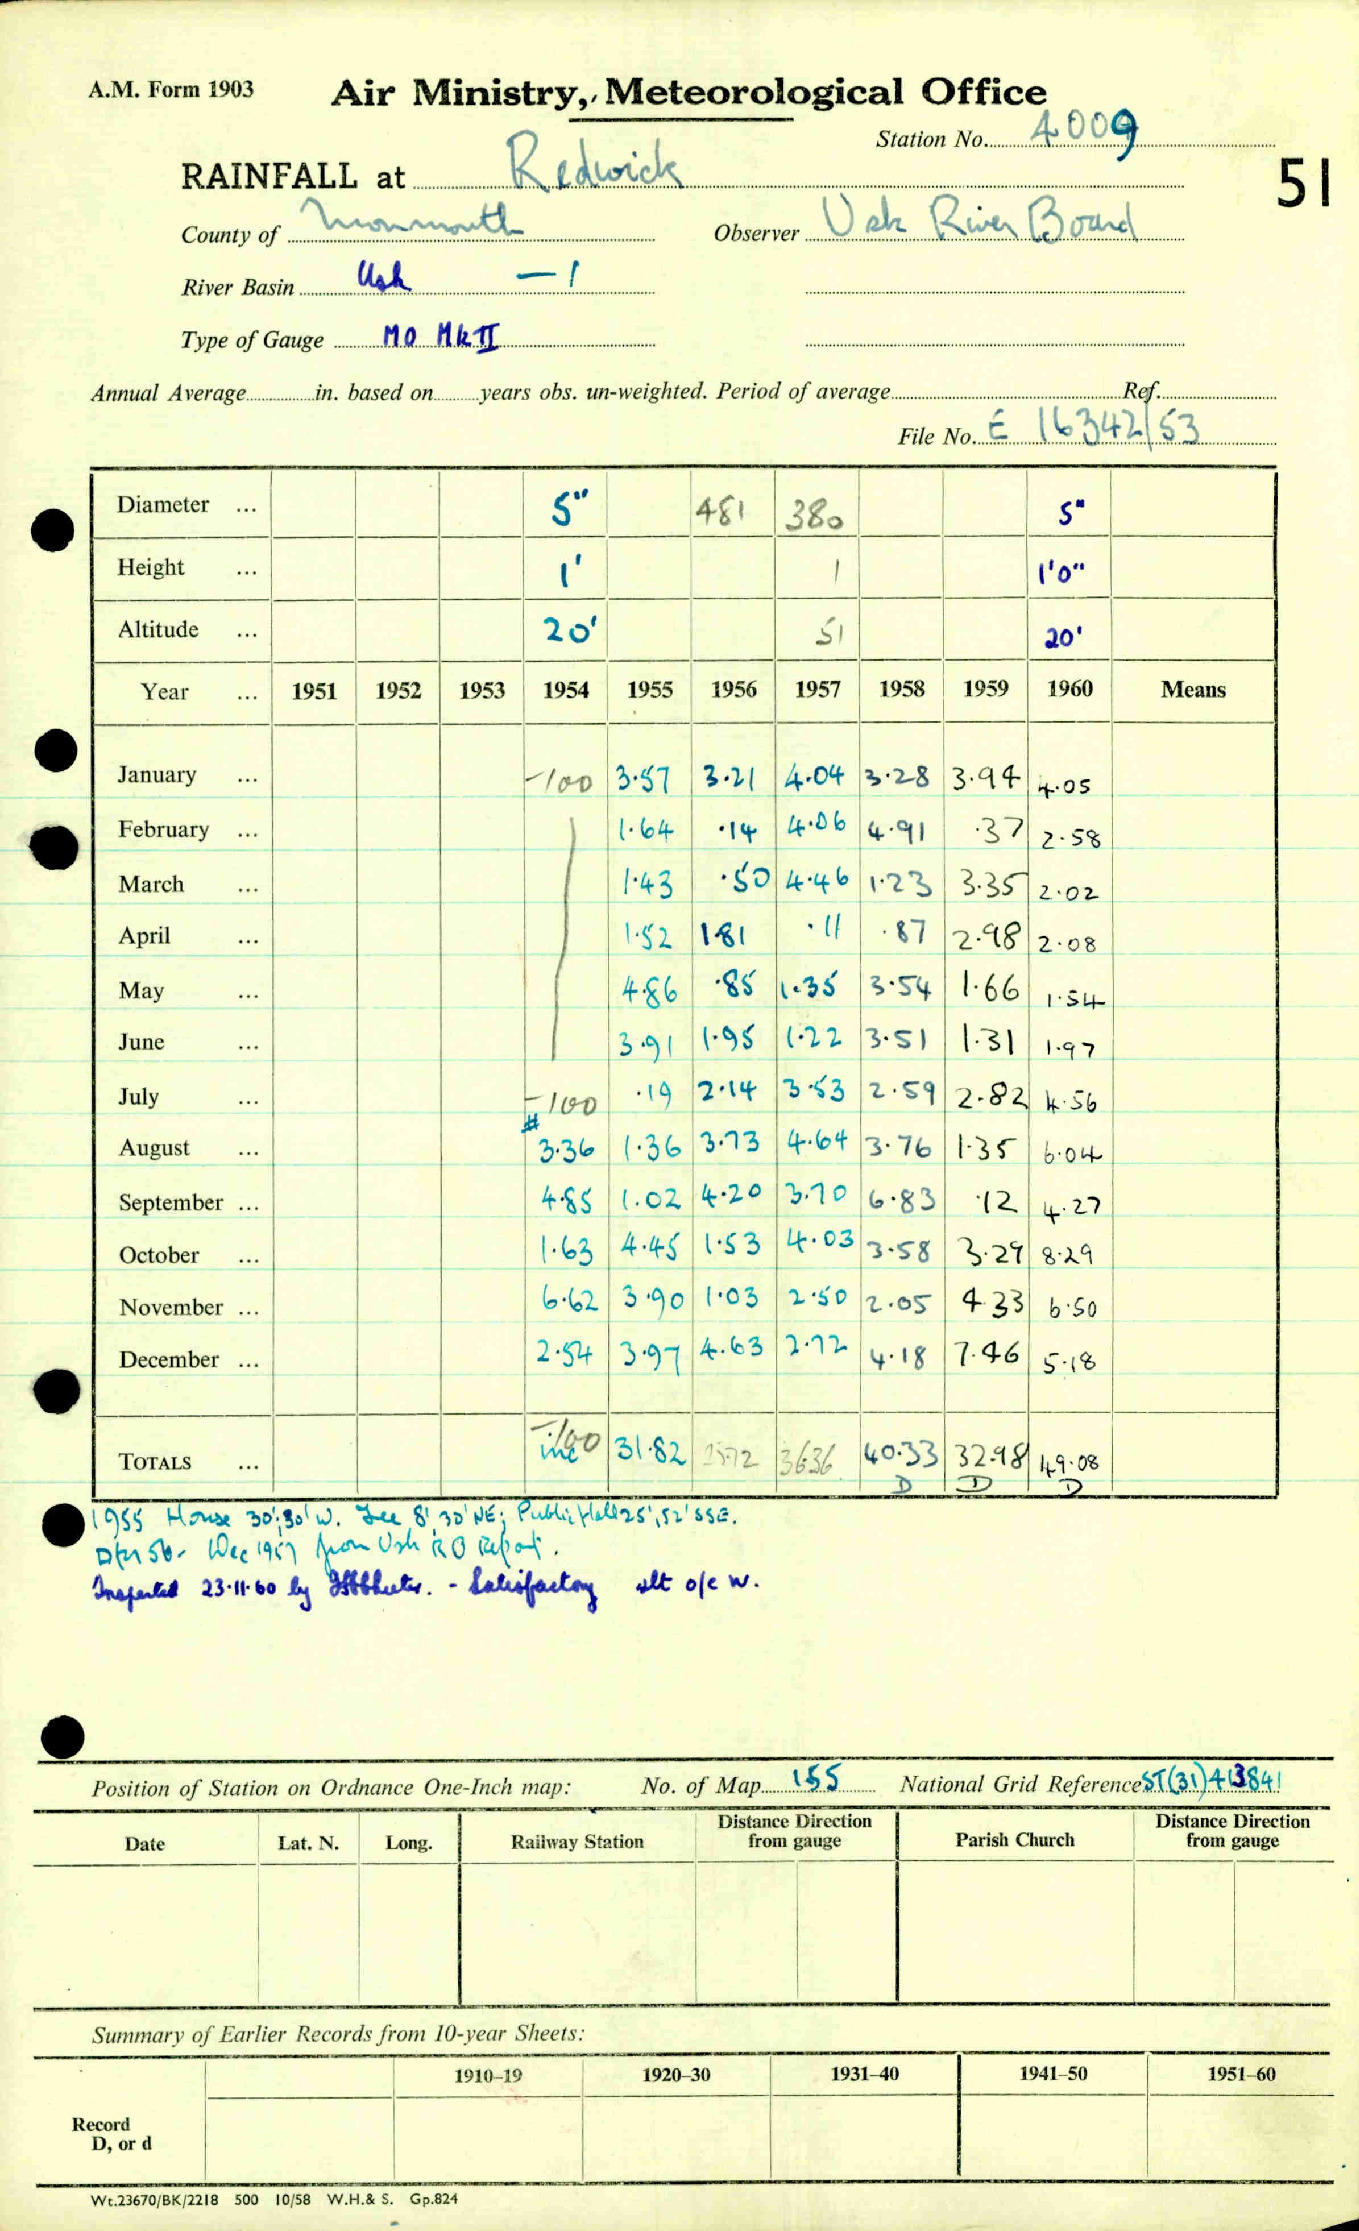 A.M. Form 1903
Air Ministry, Meteorological Office
Station No. 4009
51
RAINFALL at Redwick
County of Monmouth Observer Usk River Board
River Basin Usk — 1
Type of Gauge MO MkII
Annual Average in. based on years obs. un-weighted. Period of average Ref.
File No. E 16342/53
Diameter ... 5" 481 380 5"
Height ... 1' 1 1'0"
Altitude ... 20' 51 20'
Year ... 1951 1952 1953 1954 1955 1956 1957 1958 1959 1960 Means
January ... -100 3.57 3.21 4.04 3.28 3.94 4.05
February ... 1.64 .14 4.06 4.91 .37 2.58
March ... 1.43 .50 4.46 1.23 3.35 2.02
April ... 1.52 1.81 .11 .87 2.98 2.08
May ... 4.86 .85 1.35 3.54 1.66 1.54
June ... 3.91 1.95 1.22 3.51 1.31 1.97
July ... -100 .19 2.14 3.53 2.59 2.82 4.56
August ... # 3.36 1.36 3.73 4.64 3.76 1.35 6.04
September ... 4.85 1.02 4.20 3.70 6.83 .12 4.27
October ... 1.63 4.45 1.53 4.03 3.58 3.29 8.29
November ... 6.62 3.90 1.03 2.50 2.05 4.33 6.50
December ... 2.54 3.97 4.63 2.72 4.18 7.46 5.18
TOTALS ... inc -100 31.82 25.72 36.36 40.33 32.98 49.08
D D D
1955 House 30', 30' W. Tree 8', 30' NE; Public Hall 25', 52' SSE.
56 - Dec 1957 from Usk RB Report.
Inspected 23.11.60 by - Satisfactory slt o/e W.
Position of Station on Ordnance One-Inch map: No. of Map 155 National Grid Reference ST(31)413841
Date Lat. N. Long. Railway Station Distance Direction from gauge Parish Church Distance Direction from gauge
Summary of Earlier Records from 10-year Sheets:
1910–19 1920–30 1931–40 1941–50 1951–60
Record
D, or d
Wt.23670/BK/2218 500 10/58 W.H.& S. Gp.824